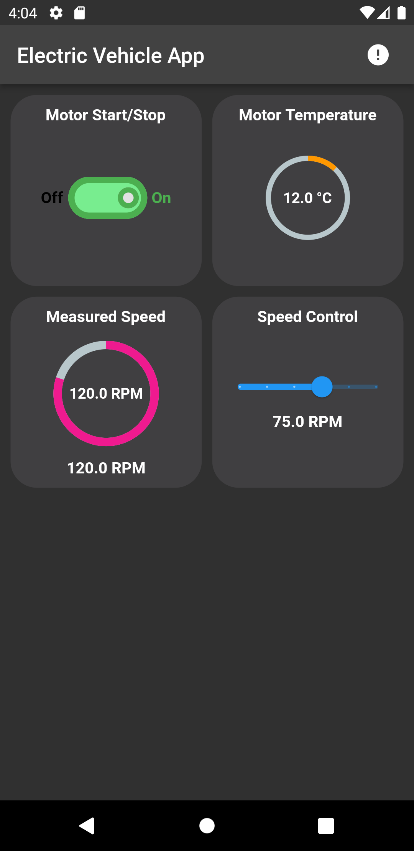 4:04
Electric Vehicle App
Motor Start/Stop
Off On
Motor Temperature
12.0 °C
Measured Speed
120.0 RPM
120.0 RPM
Speed Control
75.0 RPM